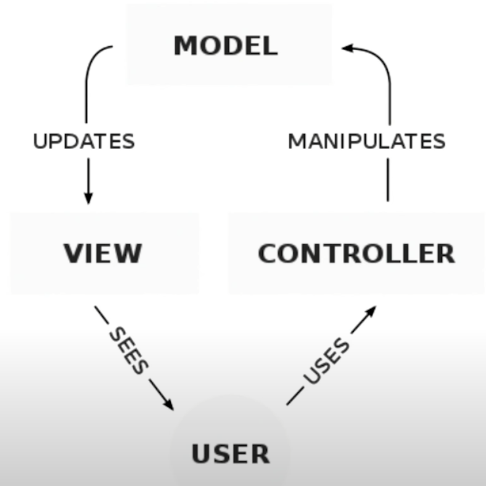 MODEL
UPDATES
MANIPULATES
VIEW
CONTROLLER
SEES
USES
USER